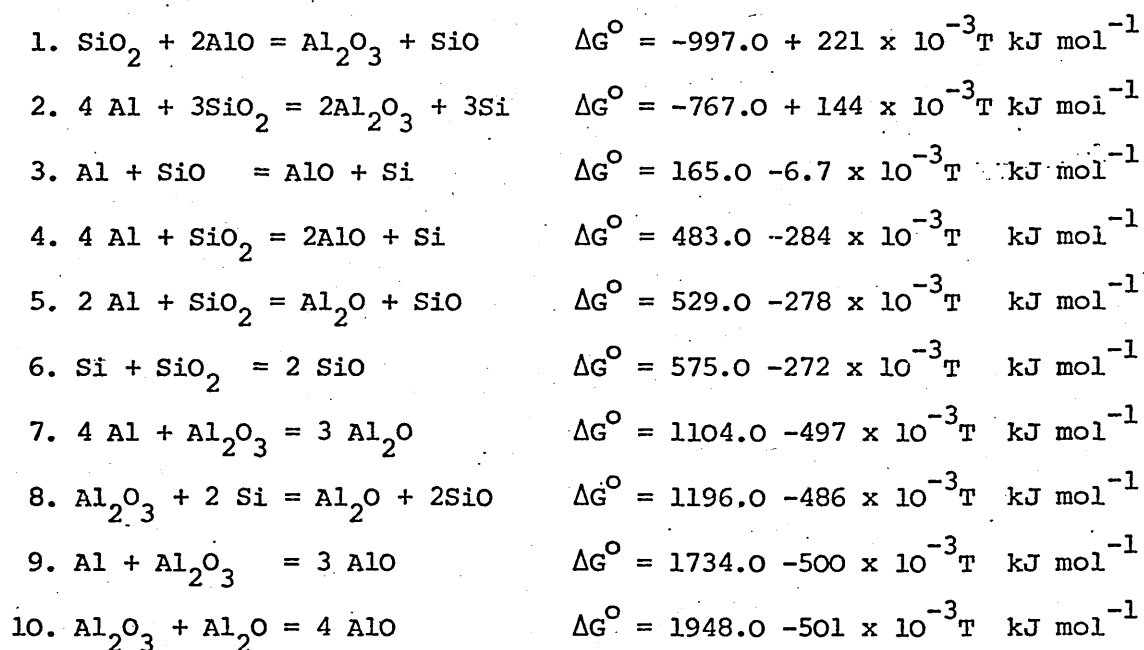 1. SiO₂ + 2AlO = Al₂O₃ + SiO ΔG° = -997.0 + 221 x 10⁻³T kJ mol⁻¹
2. 4 Al + 3SiO₂ = 2Al₂O₃ + 3Si ΔG° = -767.0 + 144 x 10⁻³T kJ mol⁻¹
3. Al + SiO = AlO + Si ΔG° = 165.0 -6.7 x 10⁻³T kJ mol⁻¹
4. 4 Al + SiO₂ = 2AlO + Si ΔG° = 483.0 -284 x 10⁻³T kJ mol⁻¹
5. 2 Al + SiO₂ = Al₂O + SiO ΔG° = 529.0 -278 x 10⁻³T kJ mol⁻¹
6. Si + SiO₂ = 2 SiO ΔG° = 575.0 -272 x 10⁻³T kJ mol⁻¹
7. 4 Al + Al₂O₃ = 3 Al₂O ΔG° = 1104.0 -497 x 10⁻³T kJ mol⁻¹
8. Al₂O₃ + 2 Si = Al₂O + 2SiO ΔG° = 1196.0 -486 x 10⁻³T kJ mol⁻¹
9. Al + Al₂O₃ = 3 AlO ΔG° = 1734.0 -500 x 10⁻³T kJ mol⁻¹
10. Al₂O₃ + Al₂O = 4 AlO ΔG° = 1948.0 -501 x 10⁻³T kJ mol⁻¹